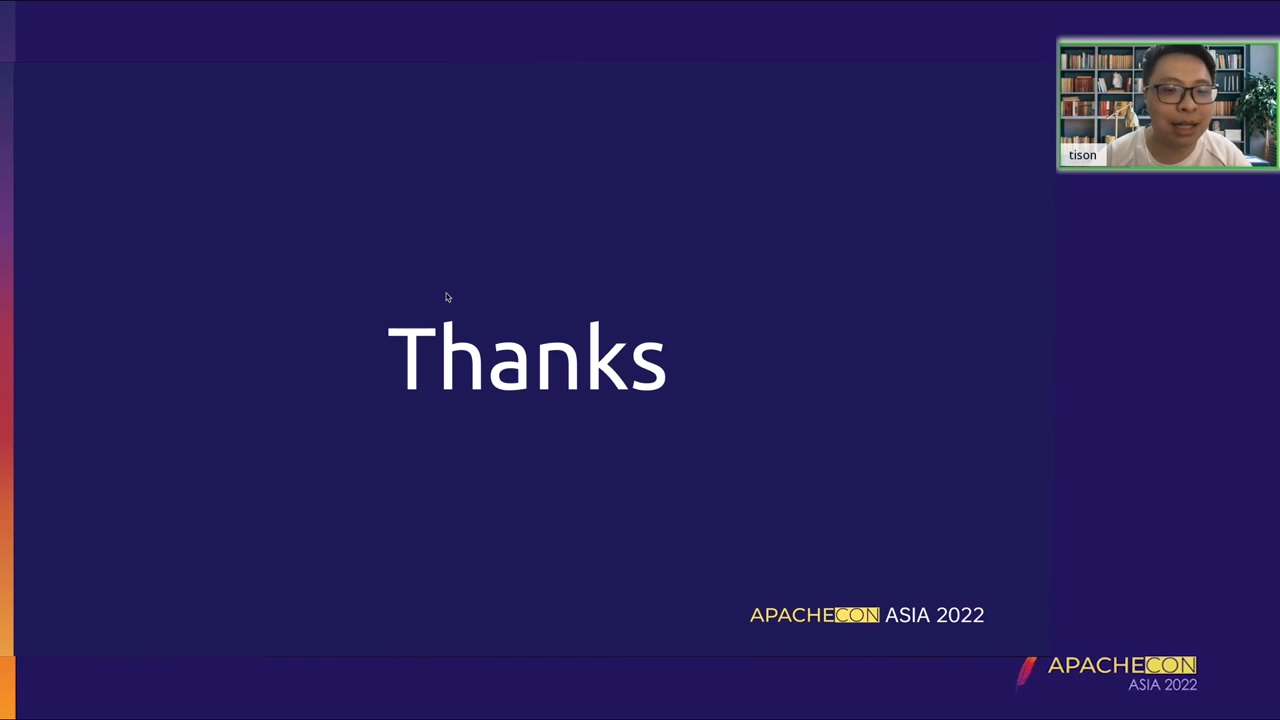 tison
Thanks
APACHECON ASIA 2022
APACHECON
ASIA 2022